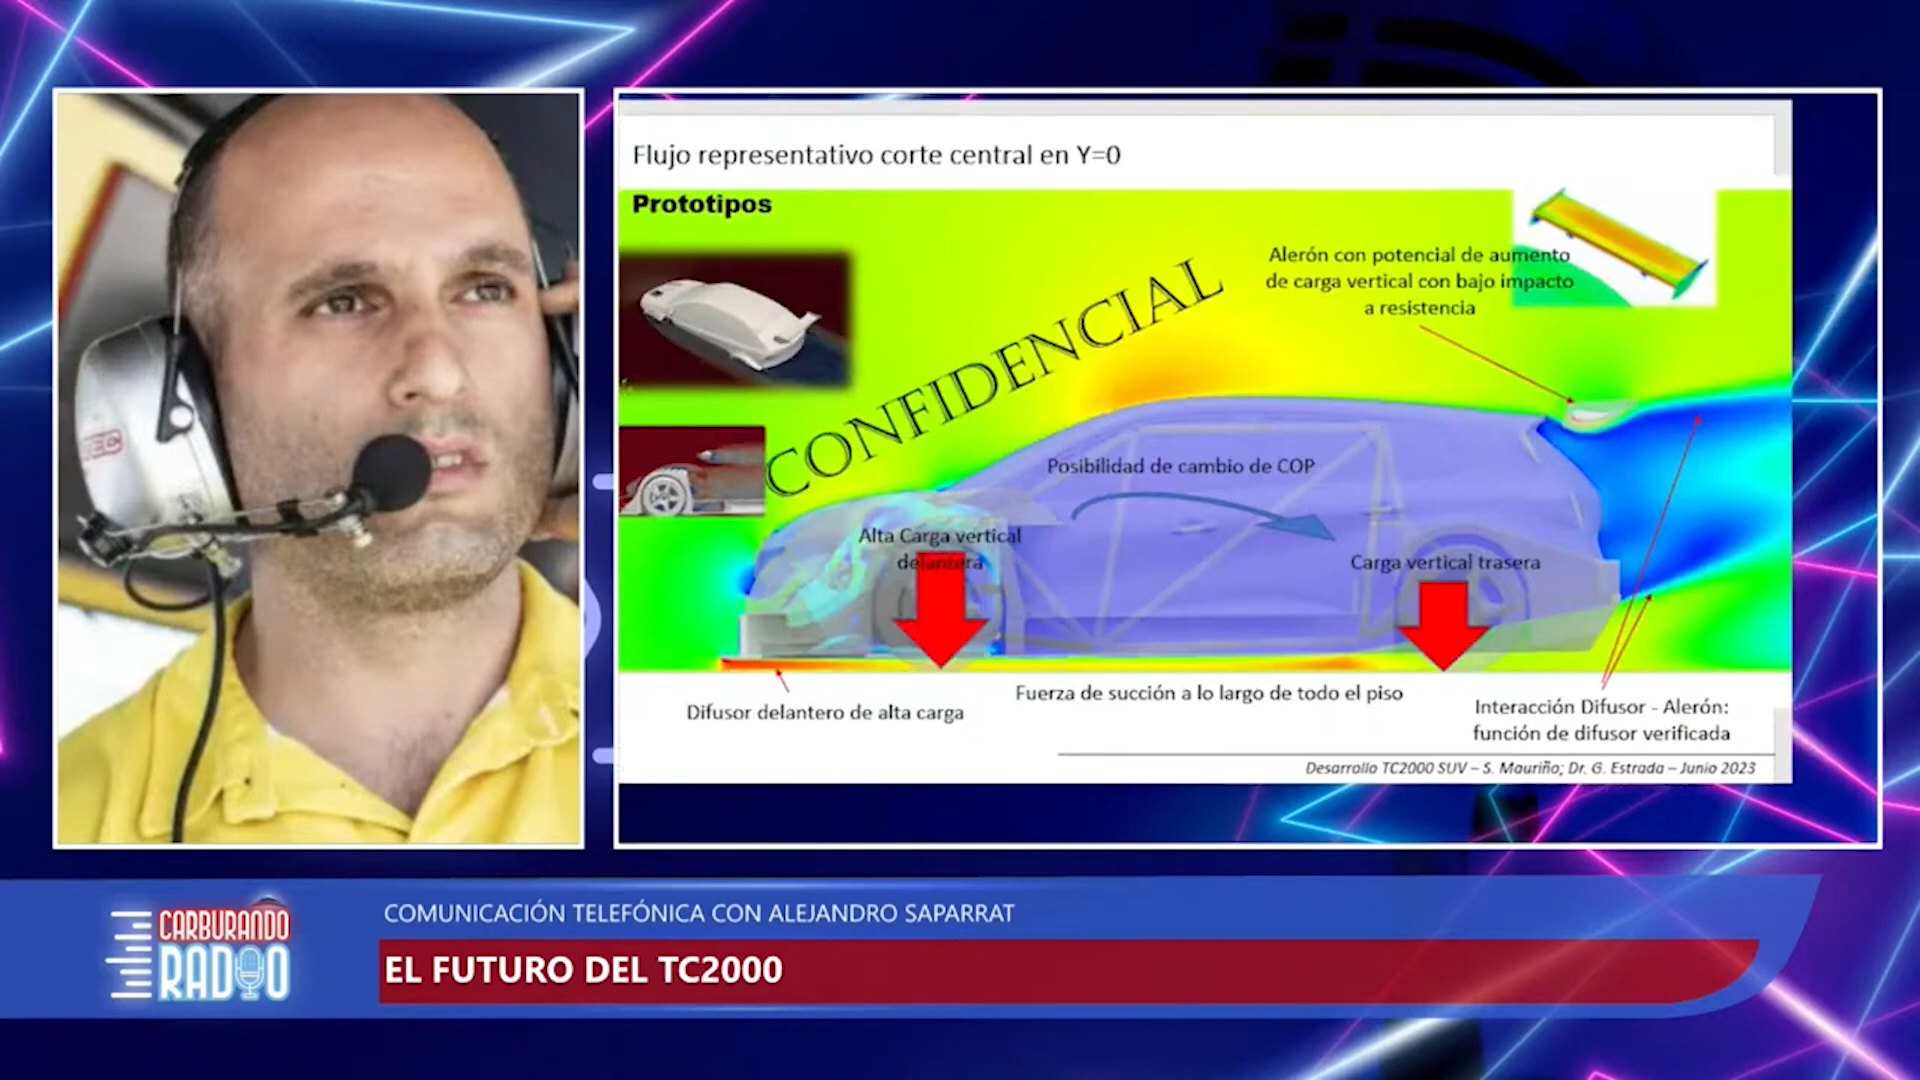 Flujo representativo corte central en Y=0
Prototipos
Alerón con potencial de aumento
de carga vertical con bajo impacto
a resistencia
CONFIDENCIAL
Posibilidad de cambio de COP
Alta Carga vertical
delantera
Carga vertical trasera
Difusor delantero de alta carga
Fuerza de succión a lo largo de todo el piso
Interacción Difusor - Alerón:
función de difusor verificada
Desarrollo TC2000 SUV – S. Mauriño; Dr. G. Estrada – Junio 2023
CARBURANDO
RADIO
COMUNICACIÓN TELEFÓNICA CON ALEJANDRO SAPARRAT
EL FUTURO DEL TC2000